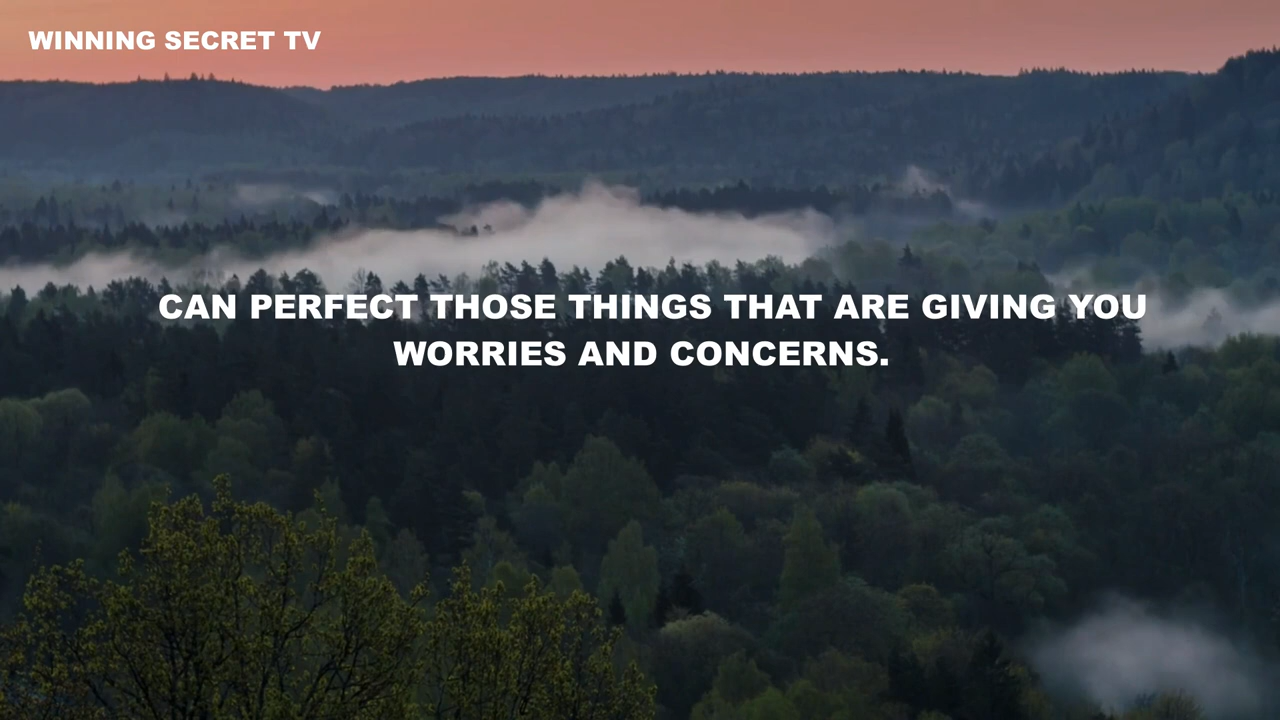 WINNING SECRET TV
CAN PERFECT THOSE THINGS THAT ARE GIVING YOU
WORRIES AND CONCERNS.